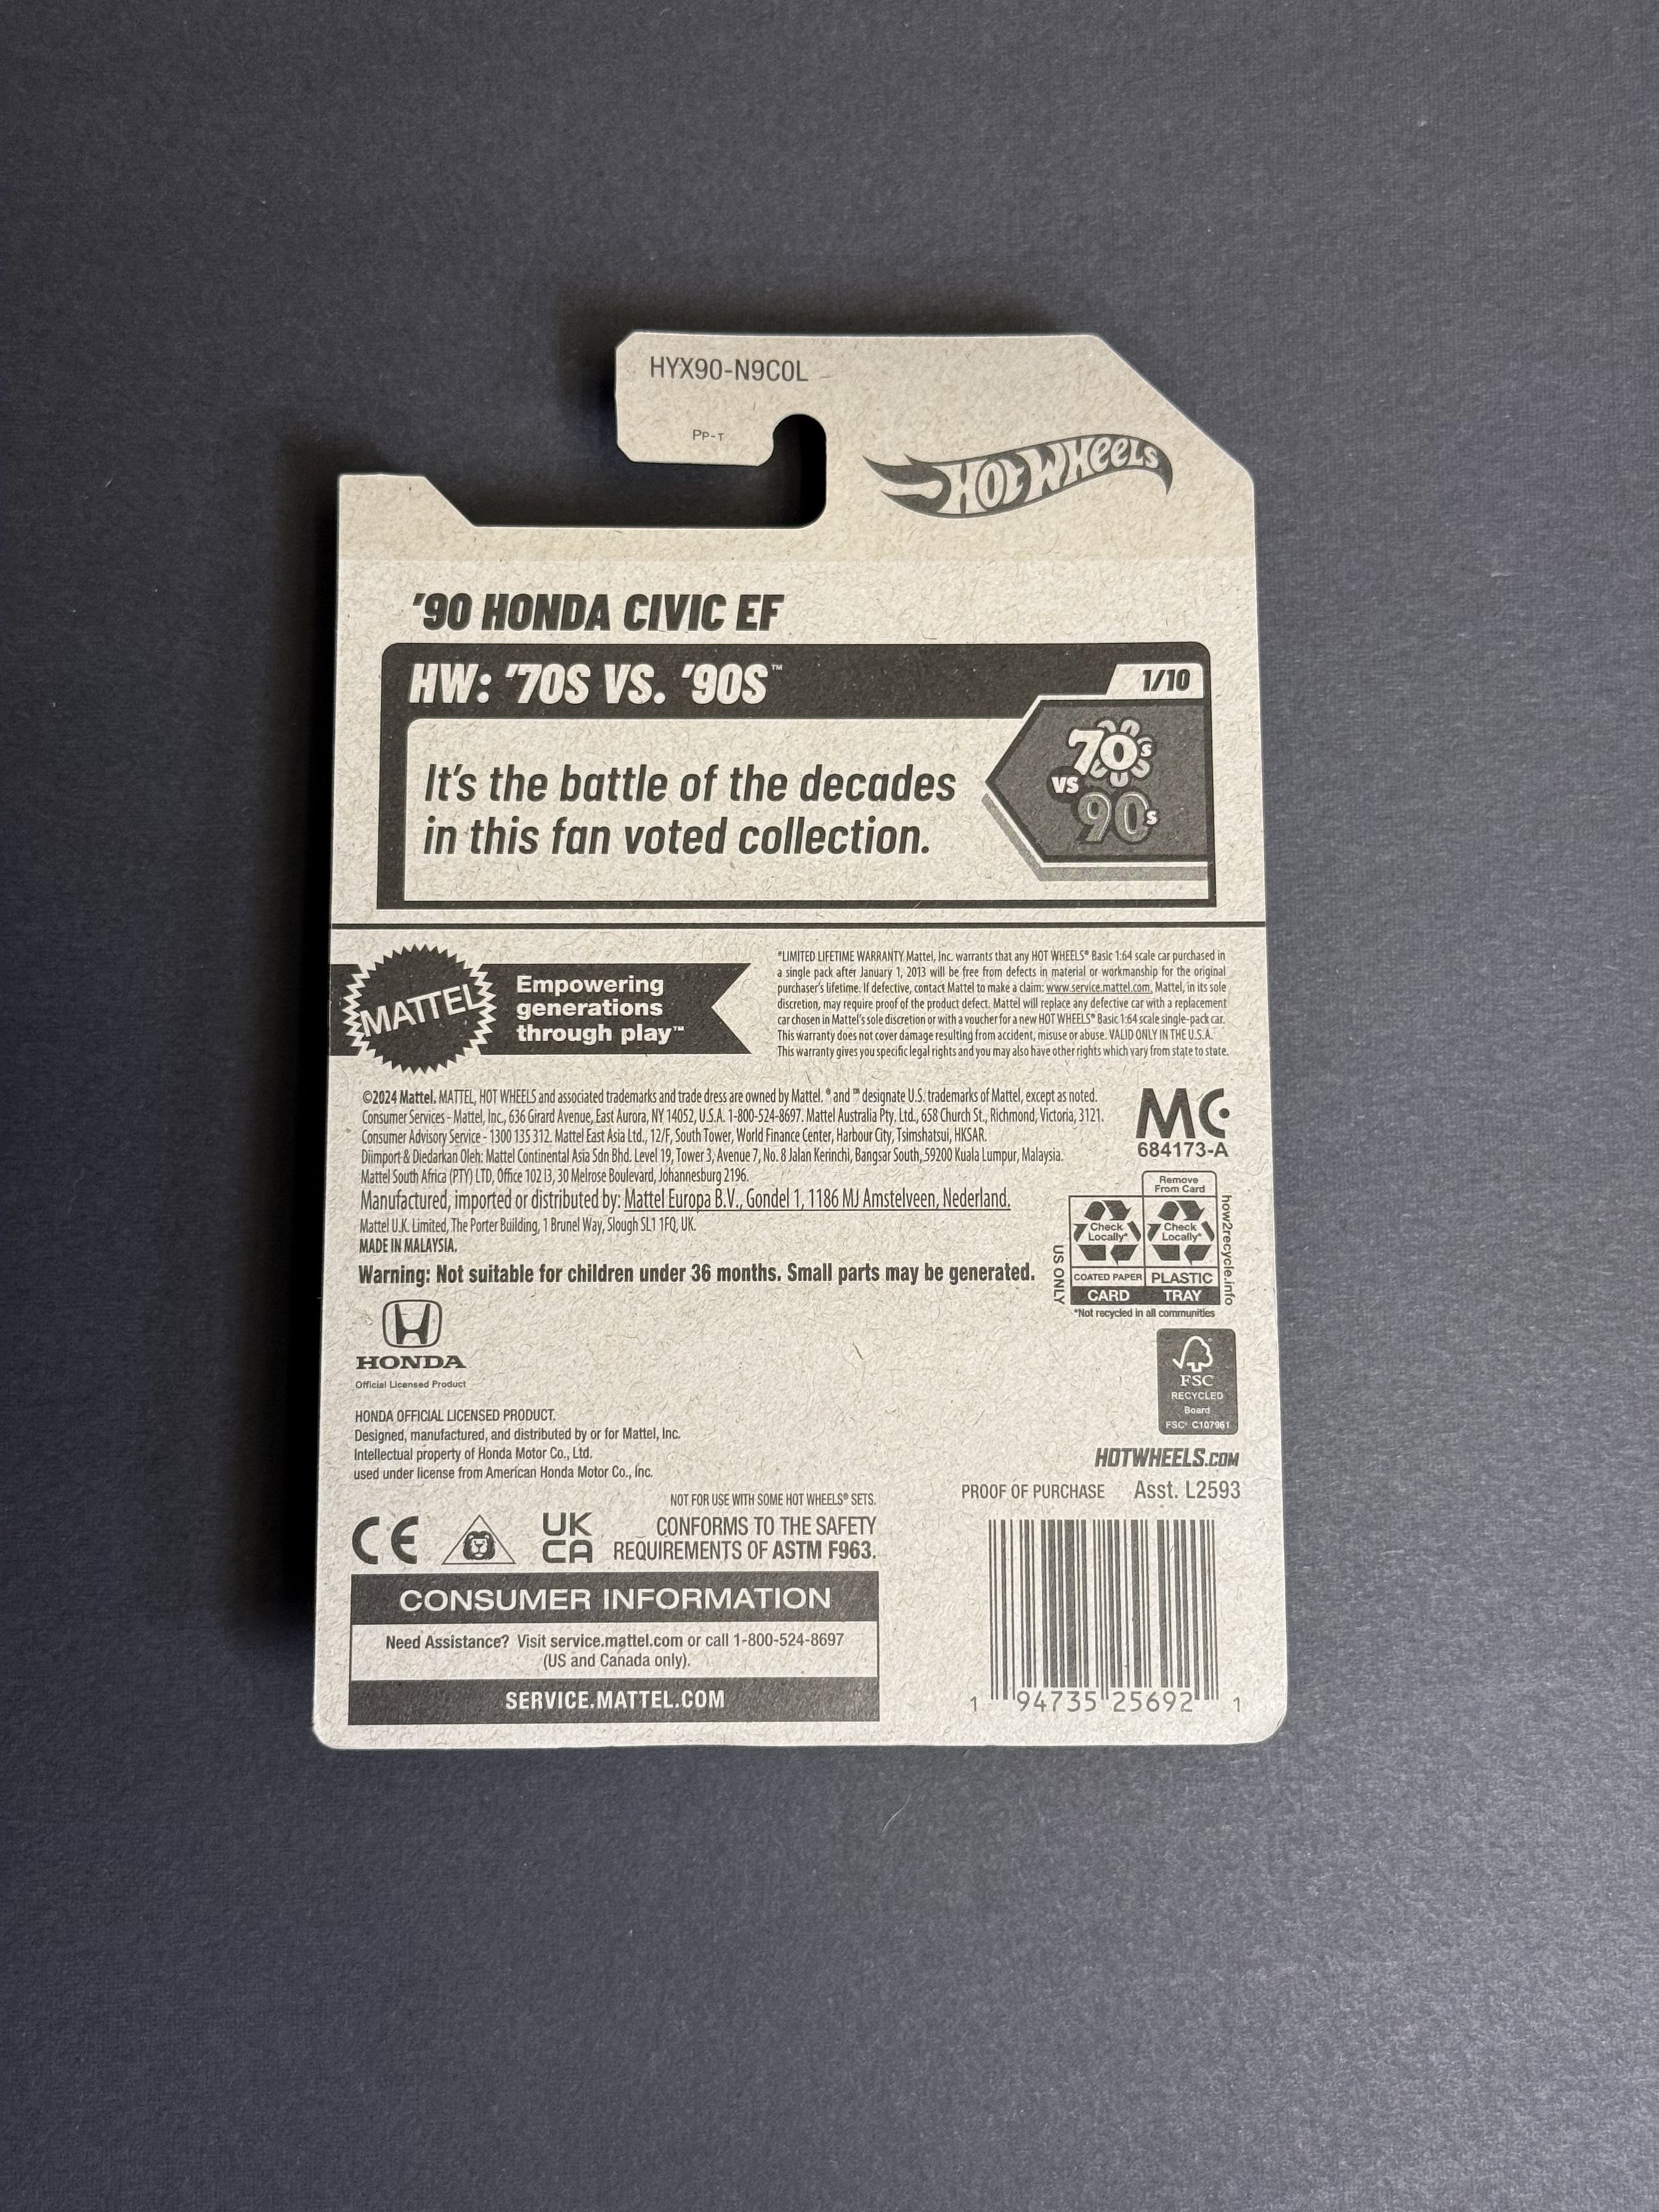 HYX90-N9C0L
PP-T
HOT WHEELS
'90 HONDA CIVIC EF
HW: '70S VS. '90S™
1/10
It's the battle of the decades
in this fan voted collection.
70s
VS
90s
MATTEL
Empowering
generations
through play™
*LIMITED LIFETIME WARRANTY Mattel, Inc. warrants that any HOT WHEELS® Basic 1:64 scale car purchased in
a single pack after January 1, 2013 will be free from defects in material or workmanship for the original
purchaser's lifetime. If defective, contact Mattel to make a claim: www.service.mattel.com. Mattel, in its sole
discretion, may require proof of the product defect. Mattel will replace any defective car with a replacement
car chosen in Mattel's sole discretion or with a voucher for a new HOT WHEELS® Basic 1:64 scale single-pack car.
This warranty does not cover damage resulting from accident, misuse or abuse. VALID ONLY IN THE U.S.A.
This warranty gives you specific legal rights and you may also have other rights which vary from state to state.
©2024 Mattel. MATTEL, HOT WHEELS and associated trademarks and trade dress are owned by Mattel. ® and ™ designate U.S. trademarks of Mattel, except as noted.
Consumer Services - Mattel, Inc., 636 Girard Avenue, East Aurora, NY 14052, U.S.A. 1-800-524-8697. Mattel Australia Pty. Ltd., 658 Church St., Richmond, Victoria, 3121.
Consumer Advisory Service - 1300 135 312. Mattel East Asia Ltd., 12/F, South Tower, World Finance Center, Harbour City, Tsimshatsui, HKSAR.
Diimport & Diedarkan Oleh: Mattel Continental Asia Sdn Bhd. Level 19, Tower 3, Avenue 7, No. 8 Jalan Kerinchi, Bangsar South, 59200 Kuala Lumpur, Malaysia.
Mattel South Africa (PTY) LTD, Office 102 I3, 30 Melrose Boulevard, Johannesburg 2196.
Manufactured, imported or distributed by: Mattel Europa B.V., Gondel 1, 1186 MJ Amstelveen, Nederland.
Mattel U.K. Limited, The Porter Building, 1 Brunel Way, Slough SL1 1FQ, UK.
MADE IN MALAYSIA.
Warning: Not suitable for children under 36 months. Small parts may be generated.
MC
684173-A
Remove
From Card
Check
Locally*
Check
Locally*
COATED PAPER
PLASTIC
CARD
TRAY
US ONLY
how2recycle.info
*Not recycled in all communities
HONDA
Official Licensed Product
FSC
RECYCLED
Board
FSC® C107961
HONDA OFFICIAL LICENSED PRODUCT.
Designed, manufactured, and distributed by or for Mattel, Inc.
Intellectual property of Honda Motor Co., Ltd.
used under license from American Honda Motor Co., Inc.
HOTWHEELS.COM
PROOF OF PURCHASE Asst. L2593
NOT FOR USE WITH SOME HOT WHEELS® SETS.
CE
UK
CA
CONFORMS TO THE SAFETY
REQUIREMENTS OF ASTM F963.
CONSUMER INFORMATION
Need Assistance? Visit service.mattel.com or call 1-800-524-8697
(US and Canada only).
SERVICE.MATTEL.COM
1 94735 25692 1